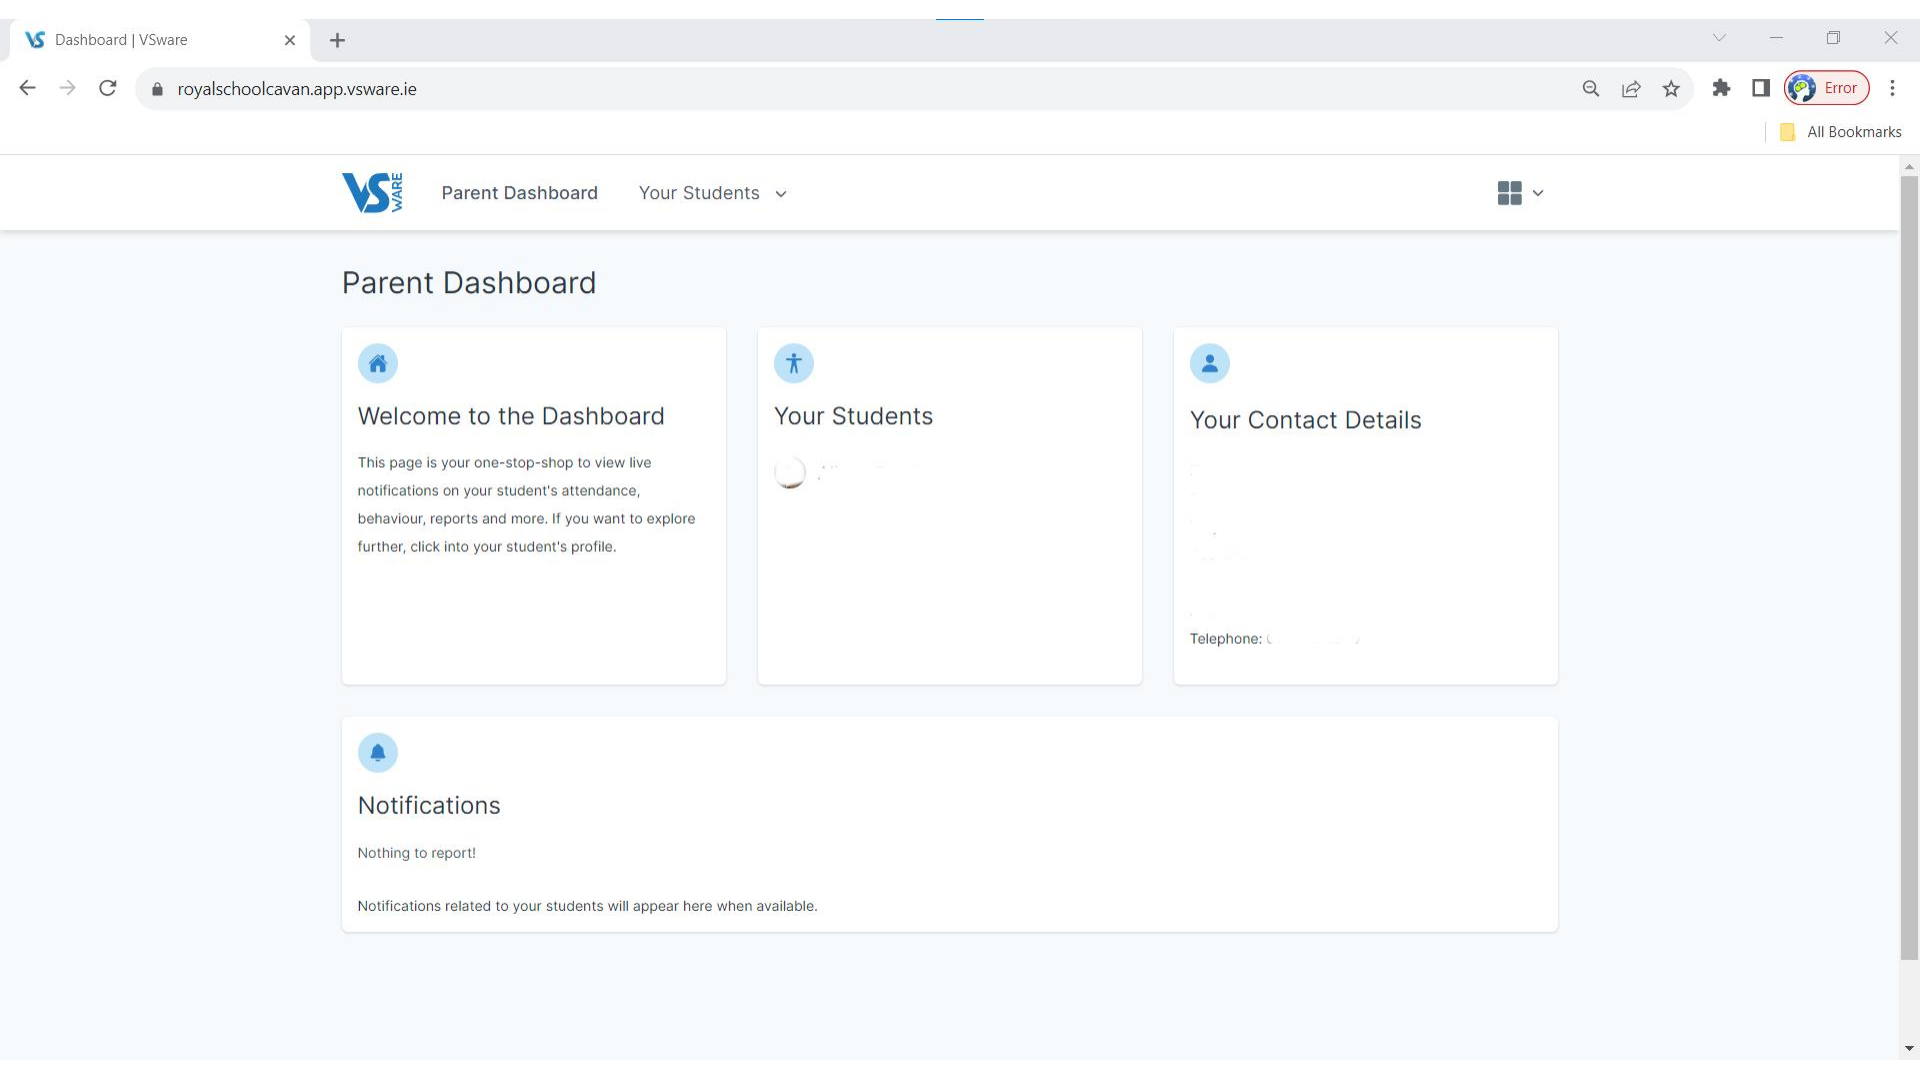 Dashboard | VSware
royalschoolcavan.app.vsware.ie
Error
All Bookmarks
VS WARE
Parent Dashboard
Your Students
Parent Dashboard
Welcome to the Dashboard
This page is your one-stop-shop to view live
notifications on your student's attendance,
behaviour, reports and more. If you want to explore
further, click into your student's profile.
Your Students
Your Contact Details
Telephone:
Notifications
Nothing to report!
Notifications related to your students will appear here when available.